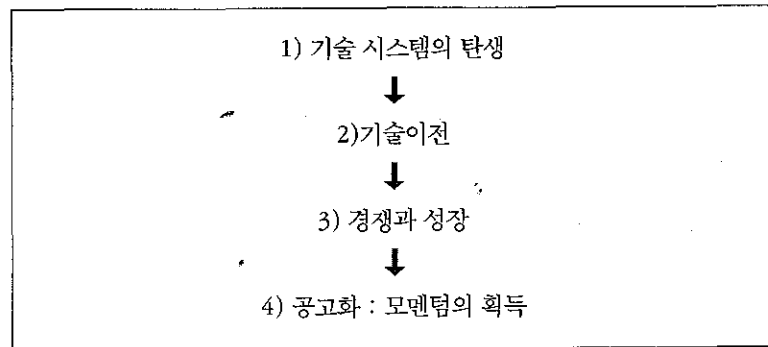 1) 기술 시스템의 탄생
2)기술이전
3) 경쟁과 성장
4) 공고화 : 모멘텀의 획득